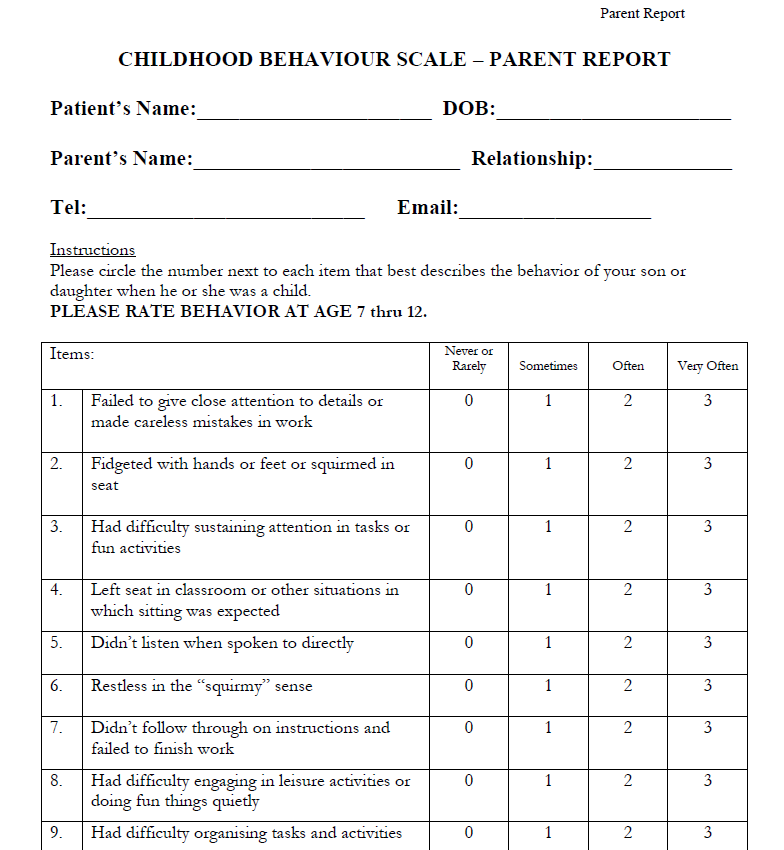 Parent Report
CHILDHOOD BEHAVIOUR SCALE – PARENT REPORT
Patient's Name:______________________ DOB:______________________
Parent's Name:_________________________ Relationship:_____________
Tel:__________________________ Email:__________________
Instructions
Please circle the number next to each item that best describes the behavior of your son or
daughter when he or she was a child.
PLEASE RATE BEHAVIOR AT AGE 7 thru 12.
Items: Never or Rarely Sometimes Often Very Often
1. Failed to give close attention to details or 0 1 2 3
made careless mistakes in work
2. Fidgeted with hands or feet or squirmed in 0 1 2 3
seat
3. Had difficulty sustaining attention in tasks or 0 1 2 3
fun activities
4. Left seat in classroom or other situations in 0 1 2 3
which sitting was expected
5. Didn't listen when spoken to directly 0 1 2 3
6. Restless in the “squirmy” sense 0 1 2 3
7. Didn't follow through on instructions and 0 1 2 3
failed to finish work
8. Had difficulty engaging in leisure activities or 0 1 2 3
doing fun things quietly
9. Had difficulty organising tasks and activities 0 1 2 3